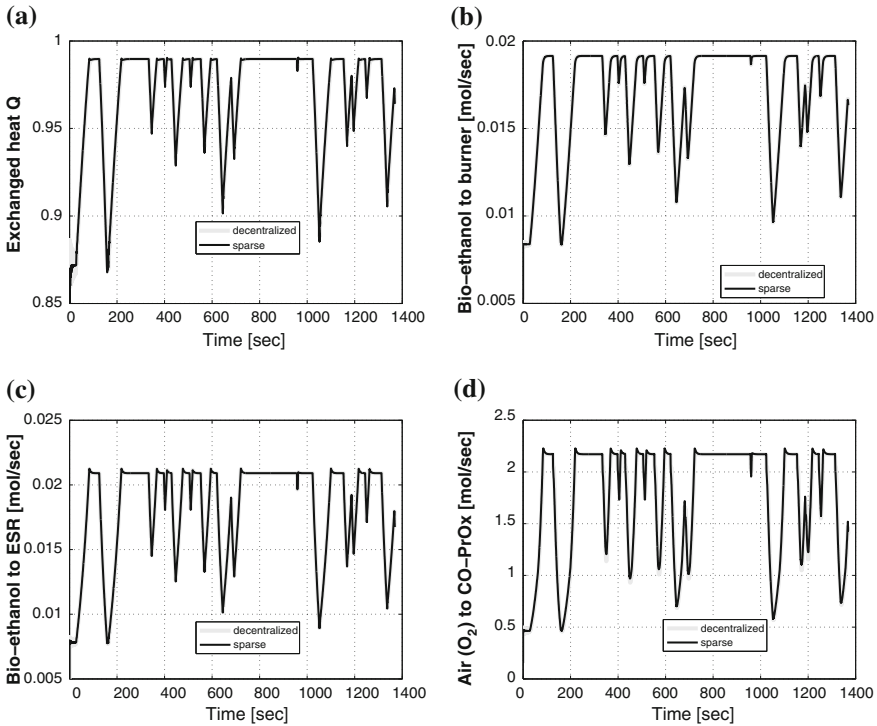 (a)
1
0.95
0.9
0.85
Exchanged heat Q
decentralized
sparse
0 200 400 600 800 1000 1200 1400
Time [sec]
(b)
0.02
0.015
0.01
0.005
Bio−ethanol to burner [mol/sec]
decentralized
sparse
0 200 400 600 800 1000 1200 1400
Time [sec]
(c)
0.025
0.02
0.015
0.01
0.005
Bio−ethanol to ESR [mol/sec]
decentralized
sparse
0 200 400 600 800 1000 1200 1400
Time [sec]
(d)
2.5
2
1.5
1
0.5
0
Air (O₂) to CO−PrOx [mol/sec]
decentralized
sparse
0 200 400 600 800 1000 1200 1400
Time [sec]